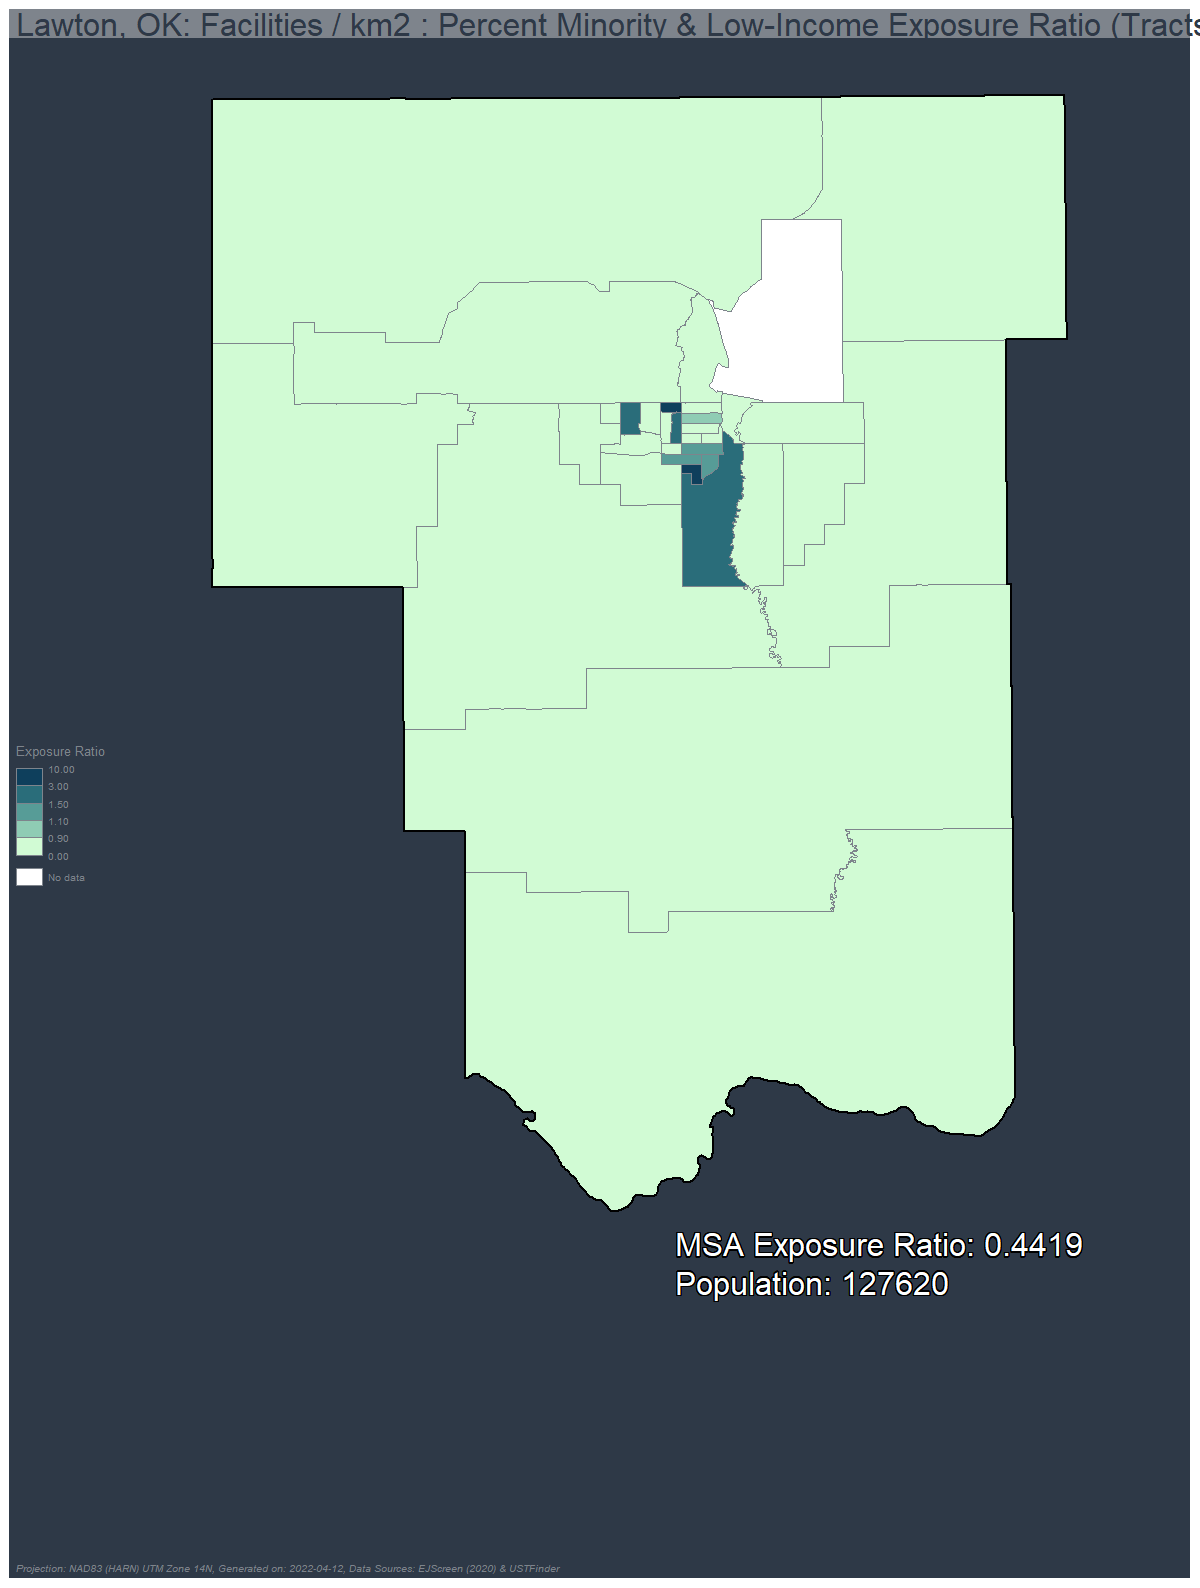 Lawton, OK: Facilities / km2 : Percent Minority & Low-Income Exposure Ratio (Tracts
Exposure Ratio
10.00
3.00
1.50
1.10
0.90
0.00
No data
MSA Exposure Ratio: 0.4419
Population: 127620
Projection: NAD83 (HARN) UTM Zone 14N, Generated on: 2022-04-12, Data Sources: EJScreen (2020) & USTFinder